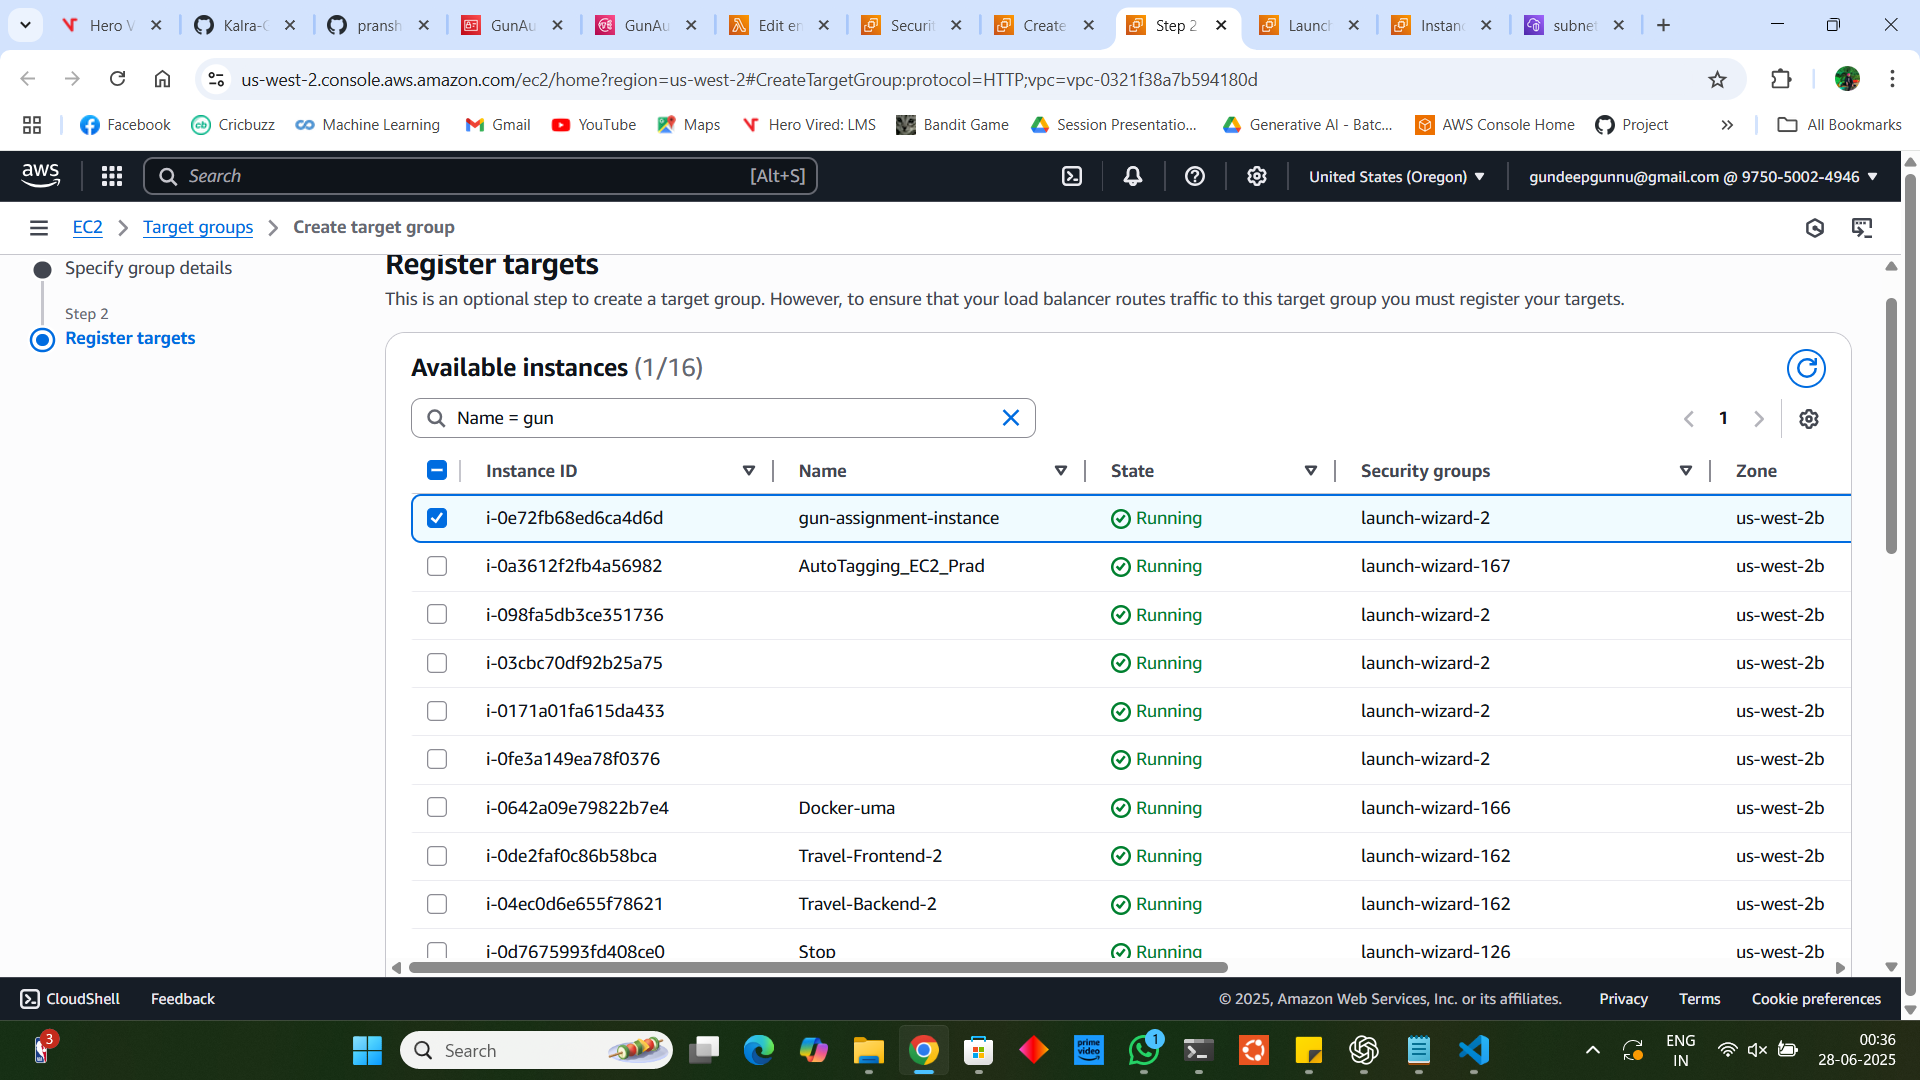 Hero V
Kalra-C
pransh
GunAu
GunAu
Edit en
Securit
Create
Step 2
Launch
Instanc
subnet
us-west-2.console.aws.amazon.com/ec2/home?region=us-west-2#CreateTargetGroup:protocol=HTTP;vpc=vpc-0321f38a7b594180d
Facebook
Cricbuzz
Machine Learning
Gmail
YouTube
Maps
Hero Vired: LMS
Bandit Game
Session Presentatio...
Generative AI - Batc...
AWS Console Home
Project
All Bookmarks
aws
Search
[Alt+S]
United States (Oregon)
gundeepgunnu@gmail.com @ 9750-5002-4946
EC2
Target groups
Create target group
Specify group details
Step 2
Register targets
Register targets
This is an optional step to create a target group. However, to ensure that your load balancer routes traffic to this target group you must register your targets.
Available instances (1/16)
Name = gun
1
Instance ID Name State Security groups Zone
i-0e72fb68ed6ca4d6d gun-assignment-instance Running launch-wizard-2 us-west-2b
i-0a3612f2fb4a56982 AutoTagging_EC2_Prad Running launch-wizard-167 us-west-2b
i-098fa5db3ce351736 Running launch-wizard-2 us-west-2b
i-03cbc70df92b25a75 Running launch-wizard-2 us-west-2b
i-0171a01fa615da433 Running launch-wizard-2 us-west-2b
i-0fe3a149ea78f0376 Running launch-wizard-2 us-west-2b
i-0642a09e79822b7e4 Docker-uma Running launch-wizard-166 us-west-2b
i-0de2faf0c86b58bca Travel-Frontend-2 Running launch-wizard-162 us-west-2b
i-04ec0d6e655f78621 Travel-Backend-2 Running launch-wizard-162 us-west-2b
i-0d7675993fd408ce0 Stop Running launch-wizard-126 us-west-2b
CloudShell
Feedback
© 2025, Amazon Web Services, Inc. or its affiliates.
Privacy
Terms
Cookie preferences
3
Search
prime video
1
ENG
IN
00:36
28-06-2025